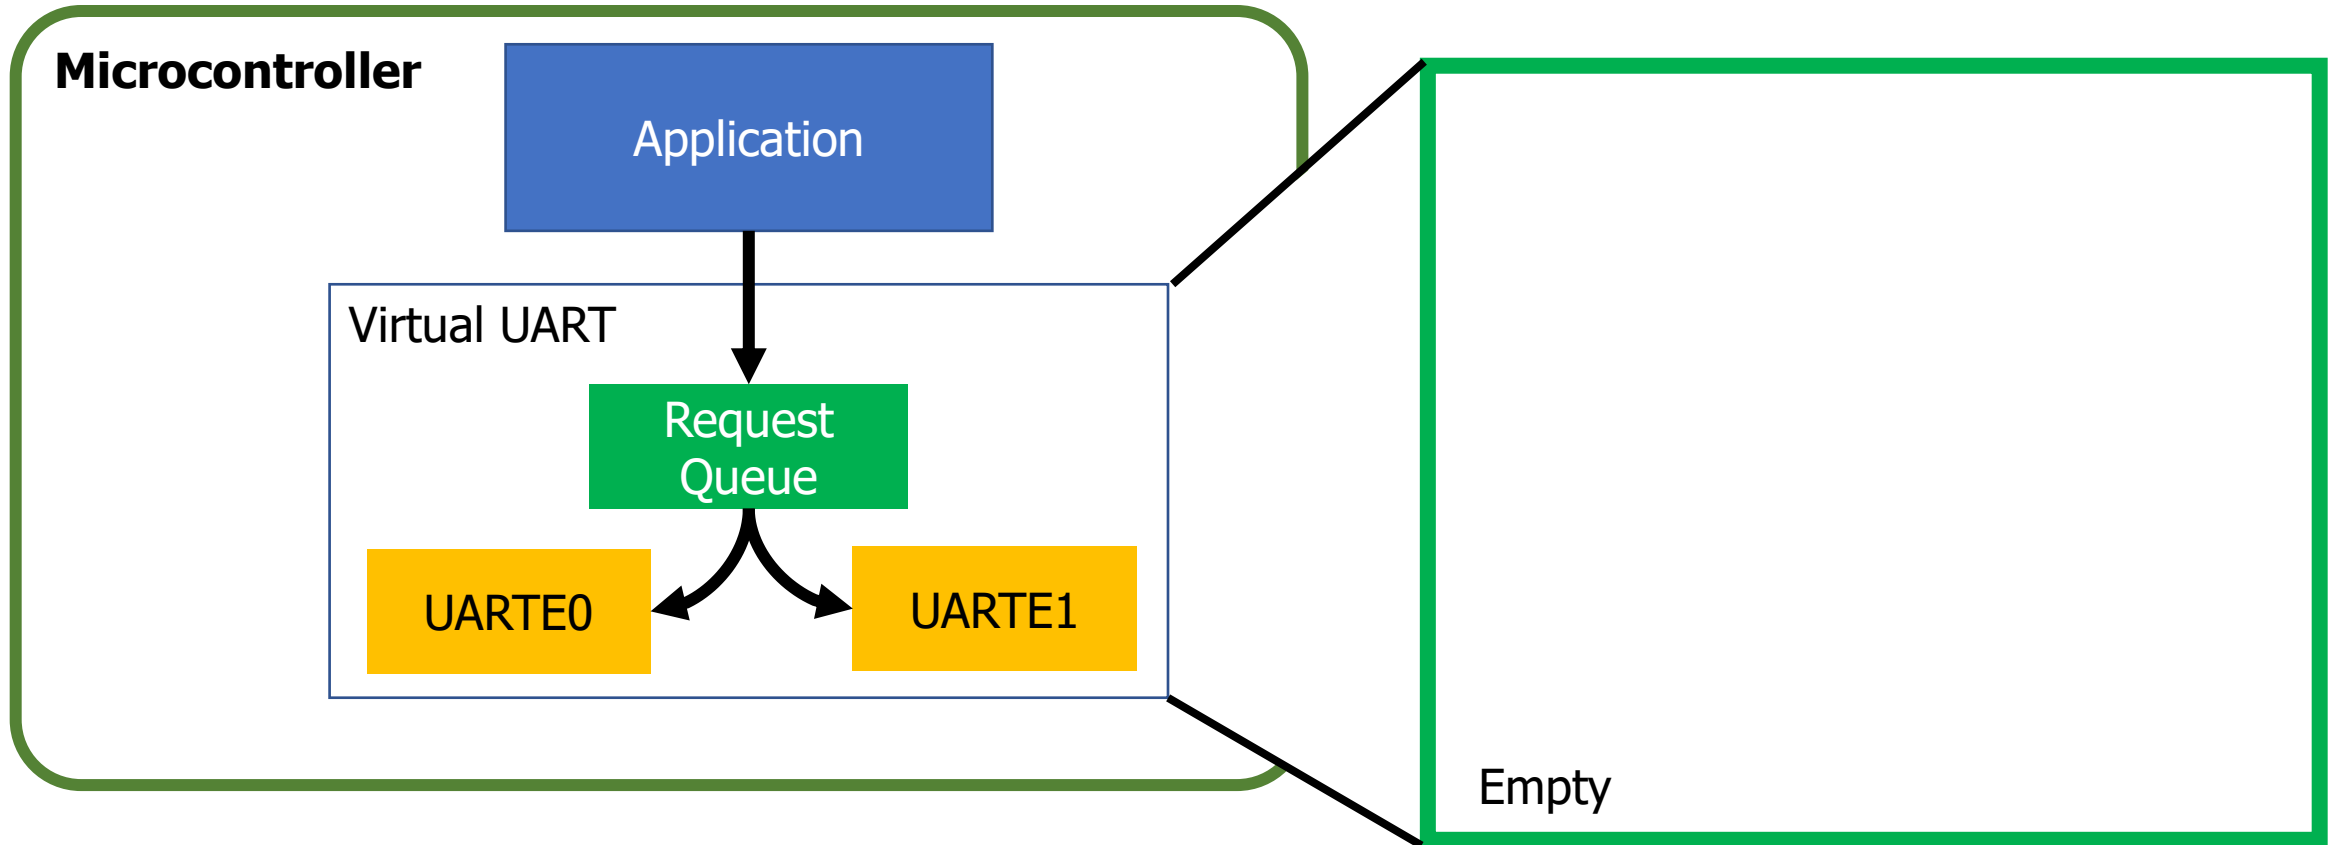 Microcontroller
Application
Virtual UART
Request
Queue
UARTE0
UARTE1
Empty